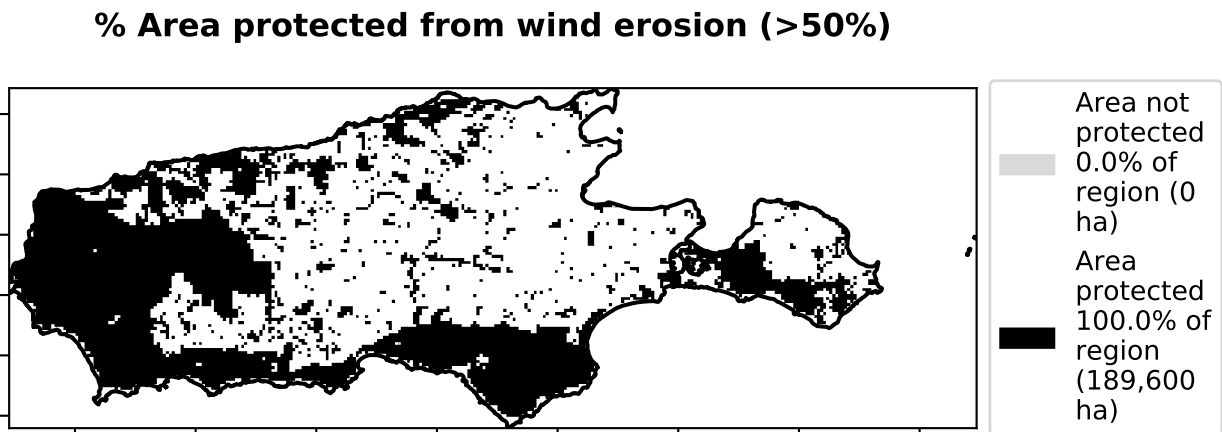 % Area protected from wind erosion (>50%)
Area not
protected
0.0% of
region (0
ha)
Area
protected
100.0% of
region
(189,600
ha)